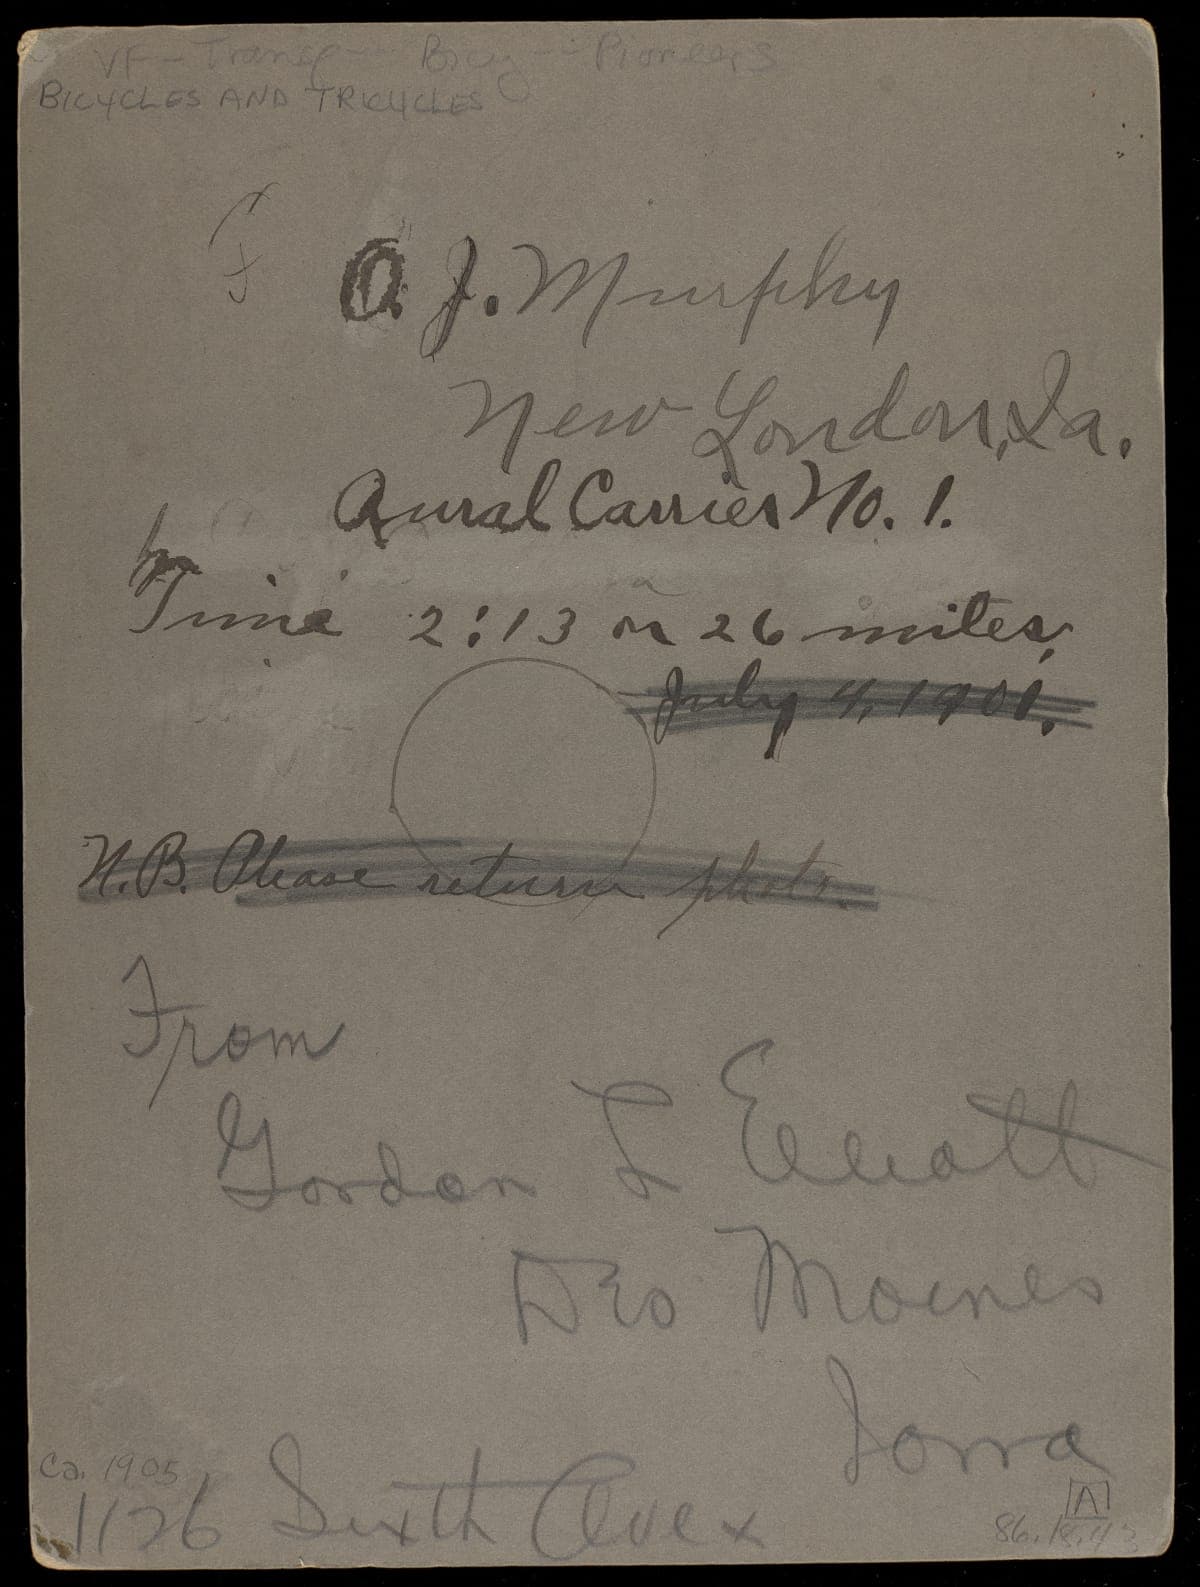 VF - Transp - Bicy - Pioneers
BICYCLES AND TRICYCLES
O. J. Murphy
New London, Ia.
Rural Carrier No. 1.
Time 2:13 on 26 miles,
July 4, 1901.
N.B. Please return photo.
From
Gordon L Elliott
Des Moines
Iowa
Ca. 1905
1126 Sixth Ave x
A
86.18.43